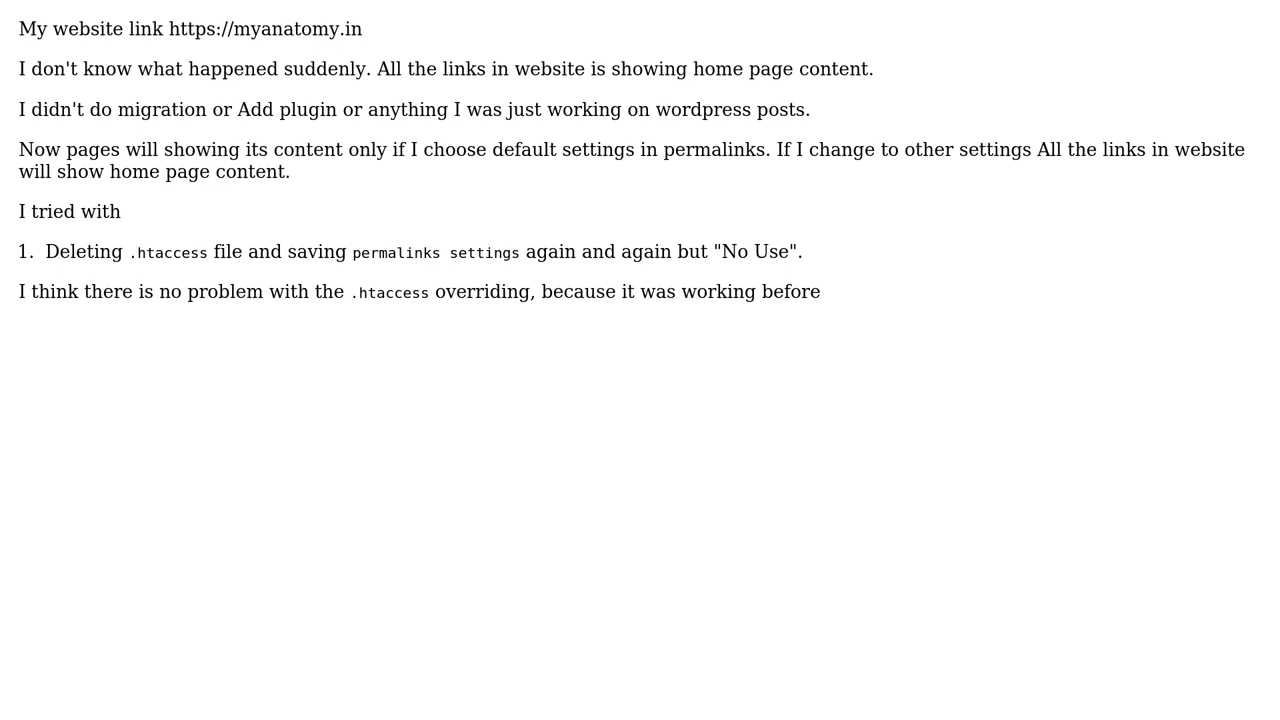 My website link https://myanatomy.in
I don't know what happened suddenly. All the links in website is showing home page content.
I didn't do migration or Add plugin or anything I was just working on wordpress posts.
Now pages will showing its content only if I choose default settings in permalinks. If I change to other settings All the links in website
will show home page content.
I tried with
1. Deleting .htaccess file and saving permalinks settings again and again but "No Use".
I think there is no problem with the .htaccess overriding, because it was working before